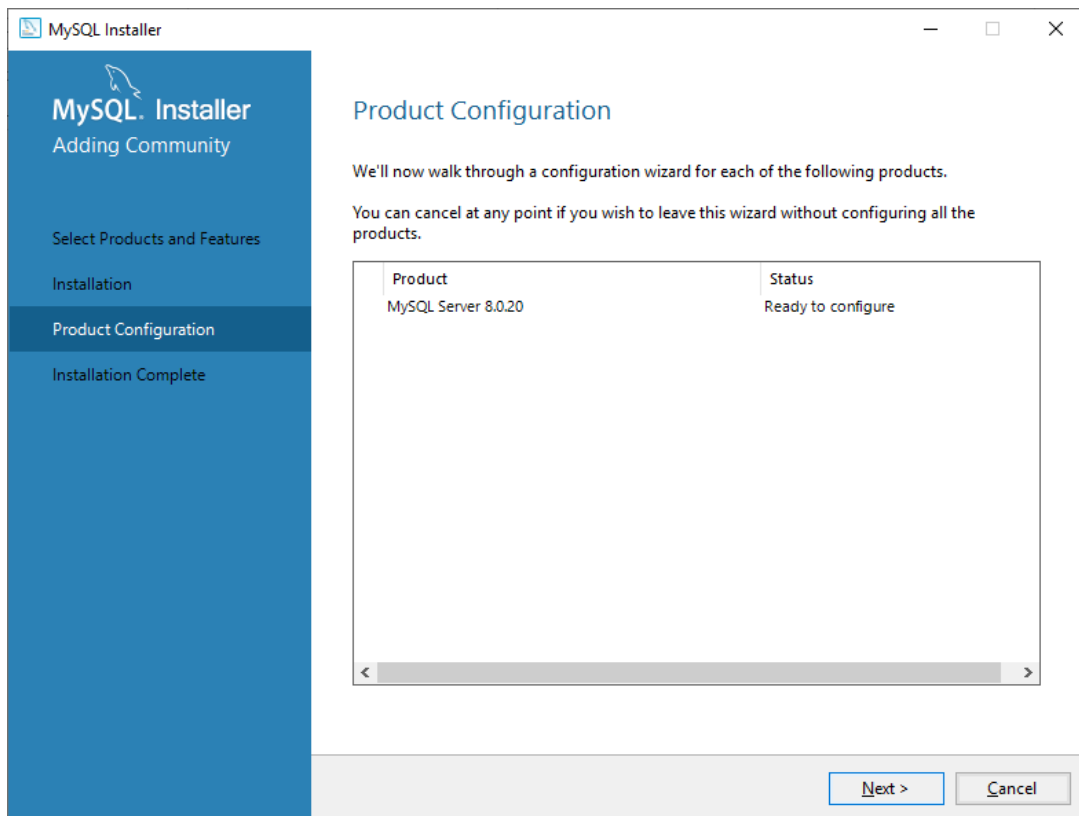 MySQL Installer
MySQL. Installer
Adding Community
Select Products and Features
Installation
Product Configuration
Installation Complete
Product Configuration
We'll now walk through a configuration wizard for each of the following products.
You can cancel at any point if you wish to leave this wizard without configuring all the
products.
Product Status
MySQL Server 8.0.20 Ready to configure
Next > Cancel